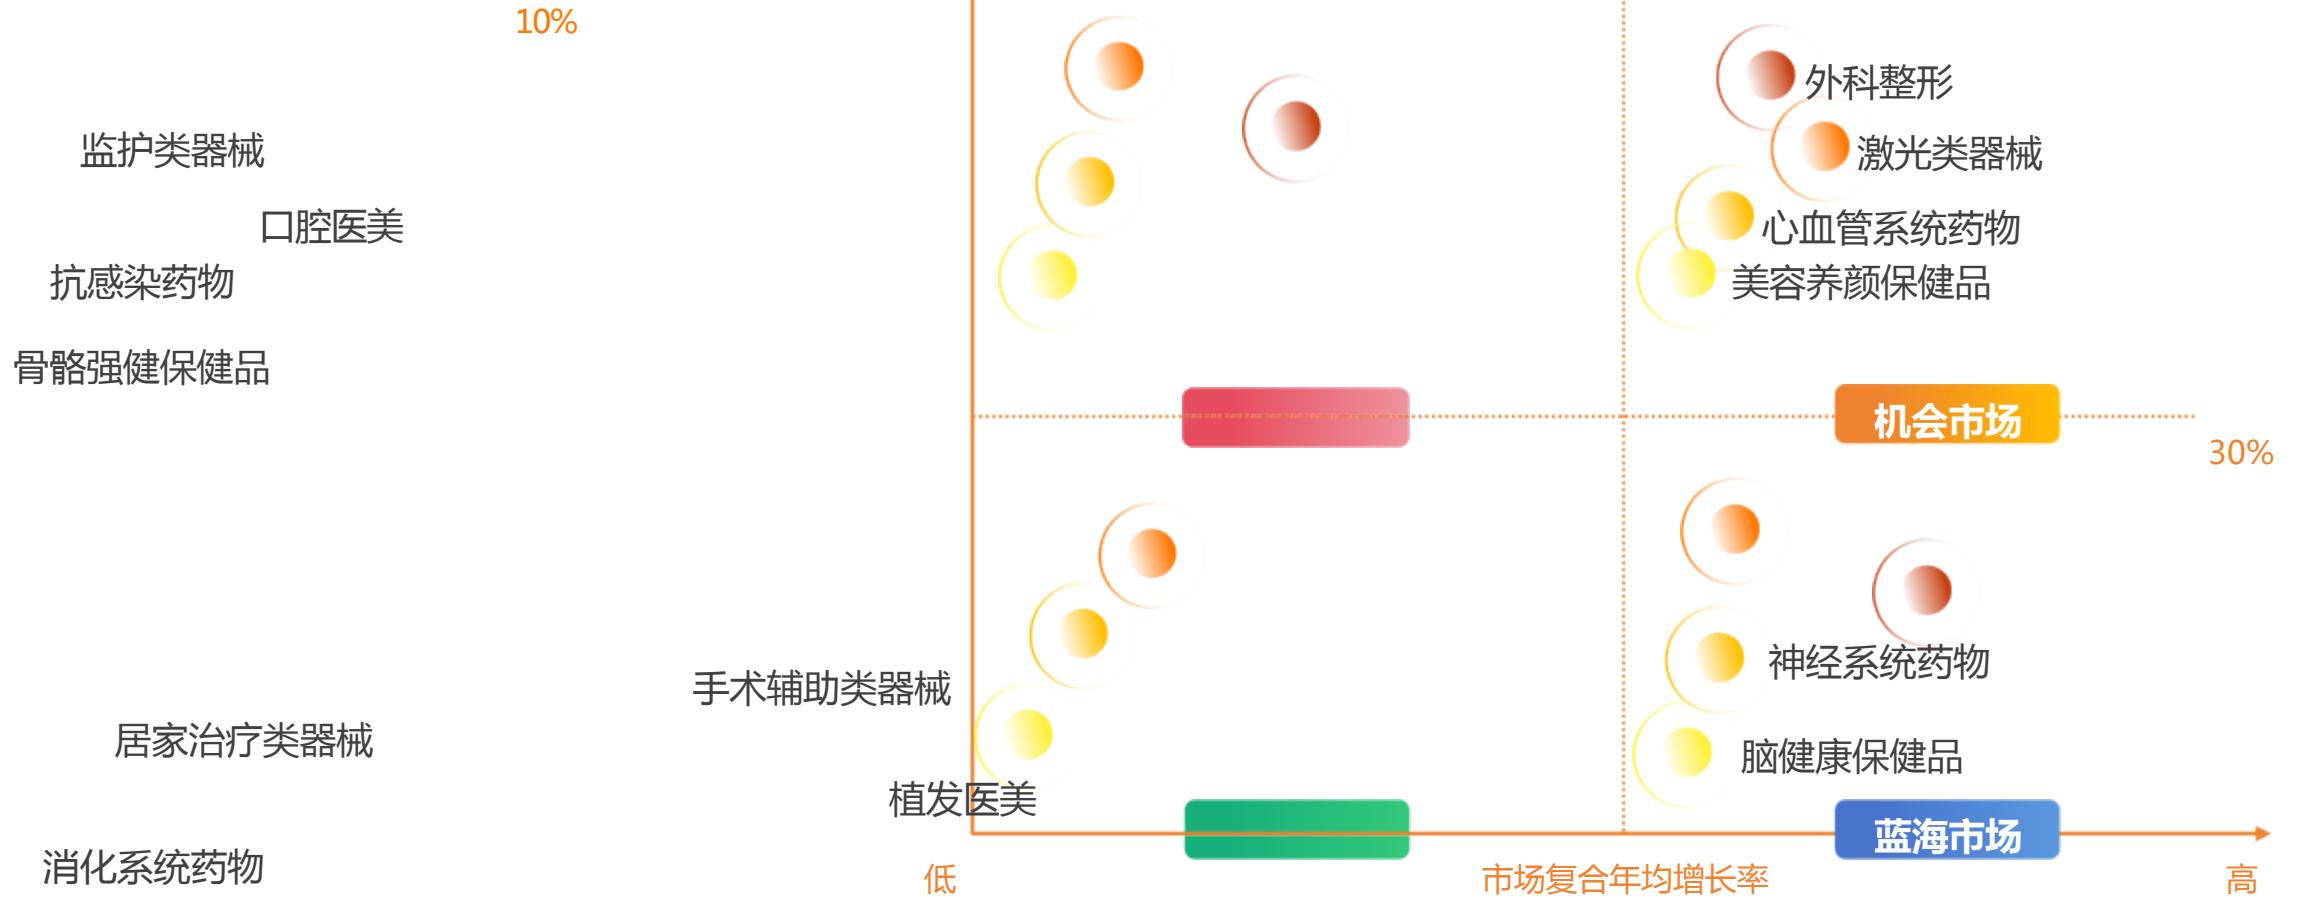 10%
外科整形
监护类器械
激光类器械
口腔医美
心血管系统药物
抗感染药物
美容养颜保健品
骨骼强健保健品
机会市场
30%
手术辅助类器械
神经系统药物
居家治疗类器械
脑健康保健品
植发医美
蓝海市场
消化系统药物
低
市场复合年均增长率
高